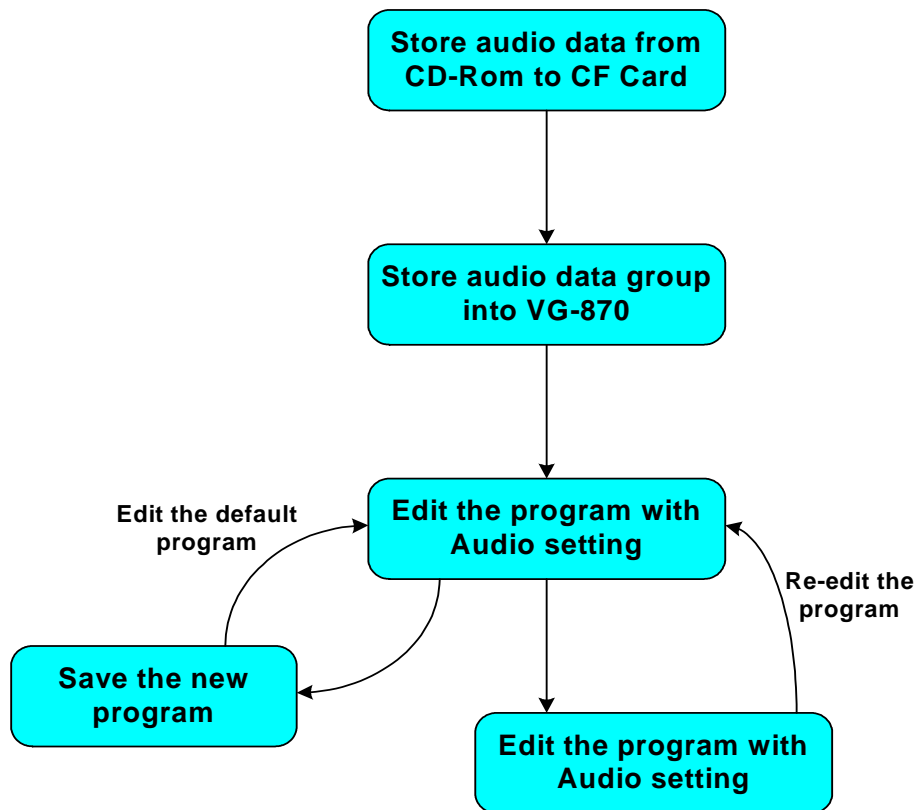 Store audio data from
CD-Rom to CF Card
Store audio data group
into VG-870
Edit the program with
Audio setting
Edit the default
program
Re-edit the
program
Save the new
program
Edit the program with
Audio setting